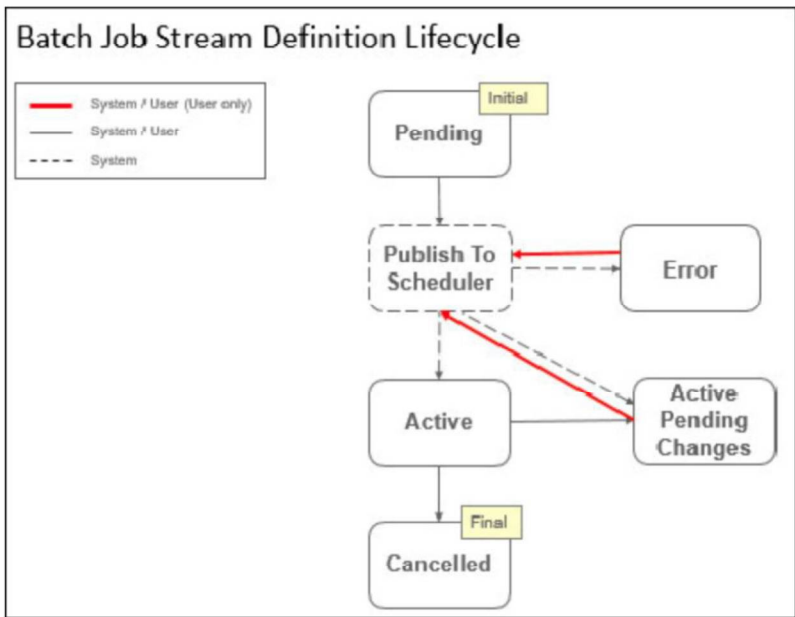 Batch Job Stream Definition Lifecycle
System / User (User only)
System / User
System
Initial
Pending
Publish To
Scheduler
Error
Active
Active
Pending
Changes
Final
Cancelled